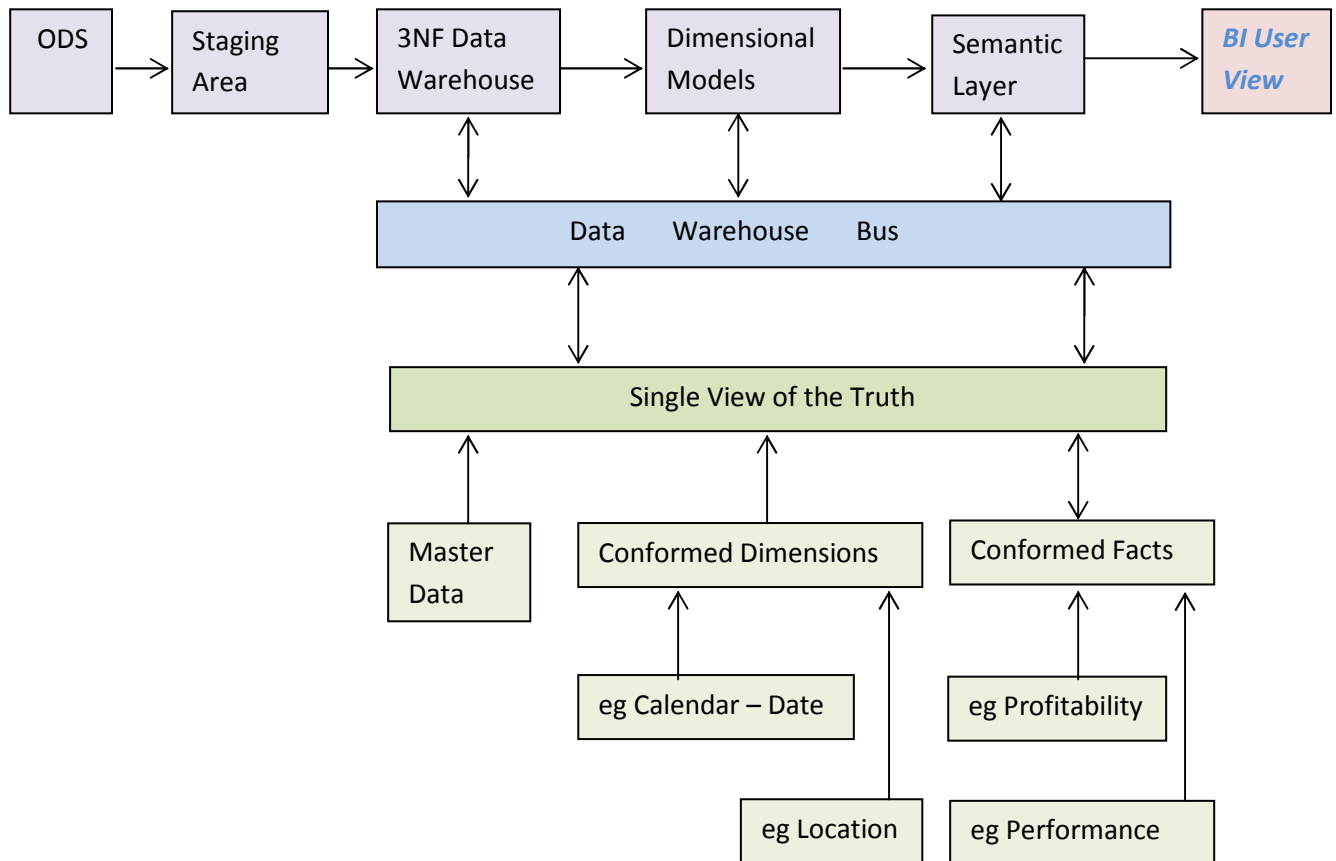 ODS
Staging
Area
3NF Data
Warehouse
Dimensional
Models
Semantic
Layer
BI User
View
Data Warehouse Bus
Single View of the Truth
Master
Data
Conformed Dimensions
Conformed Facts
eg Calendar – Date
eg Profitability
eg Location
eg Performance